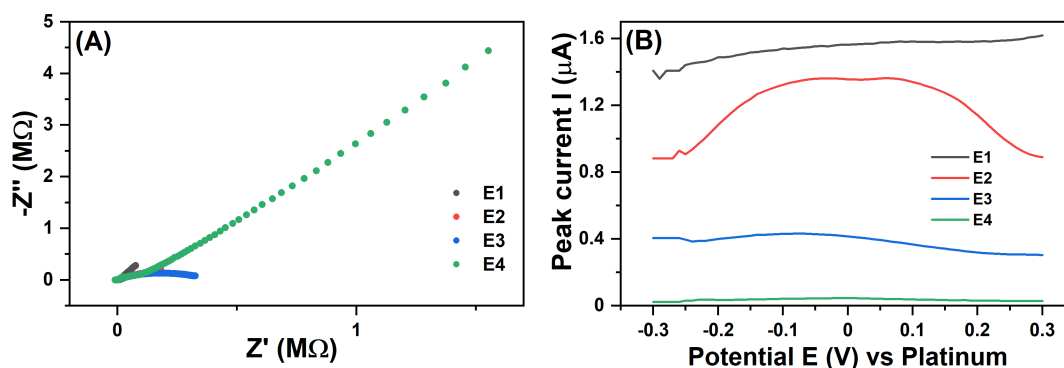 (A)
-Z'' (MΩ)
5
4
3
2
1
0
0
1
Z' (MΩ)
E1
E2
E3
E4
(B)
Peak current I (μA)
1.6
1.2
0.8
0.4
0
-0.3
-0.2
-0.1
0
0.1
0.2
0.3
Potential E (V) vs Platinum
E1
E2
E3
E4